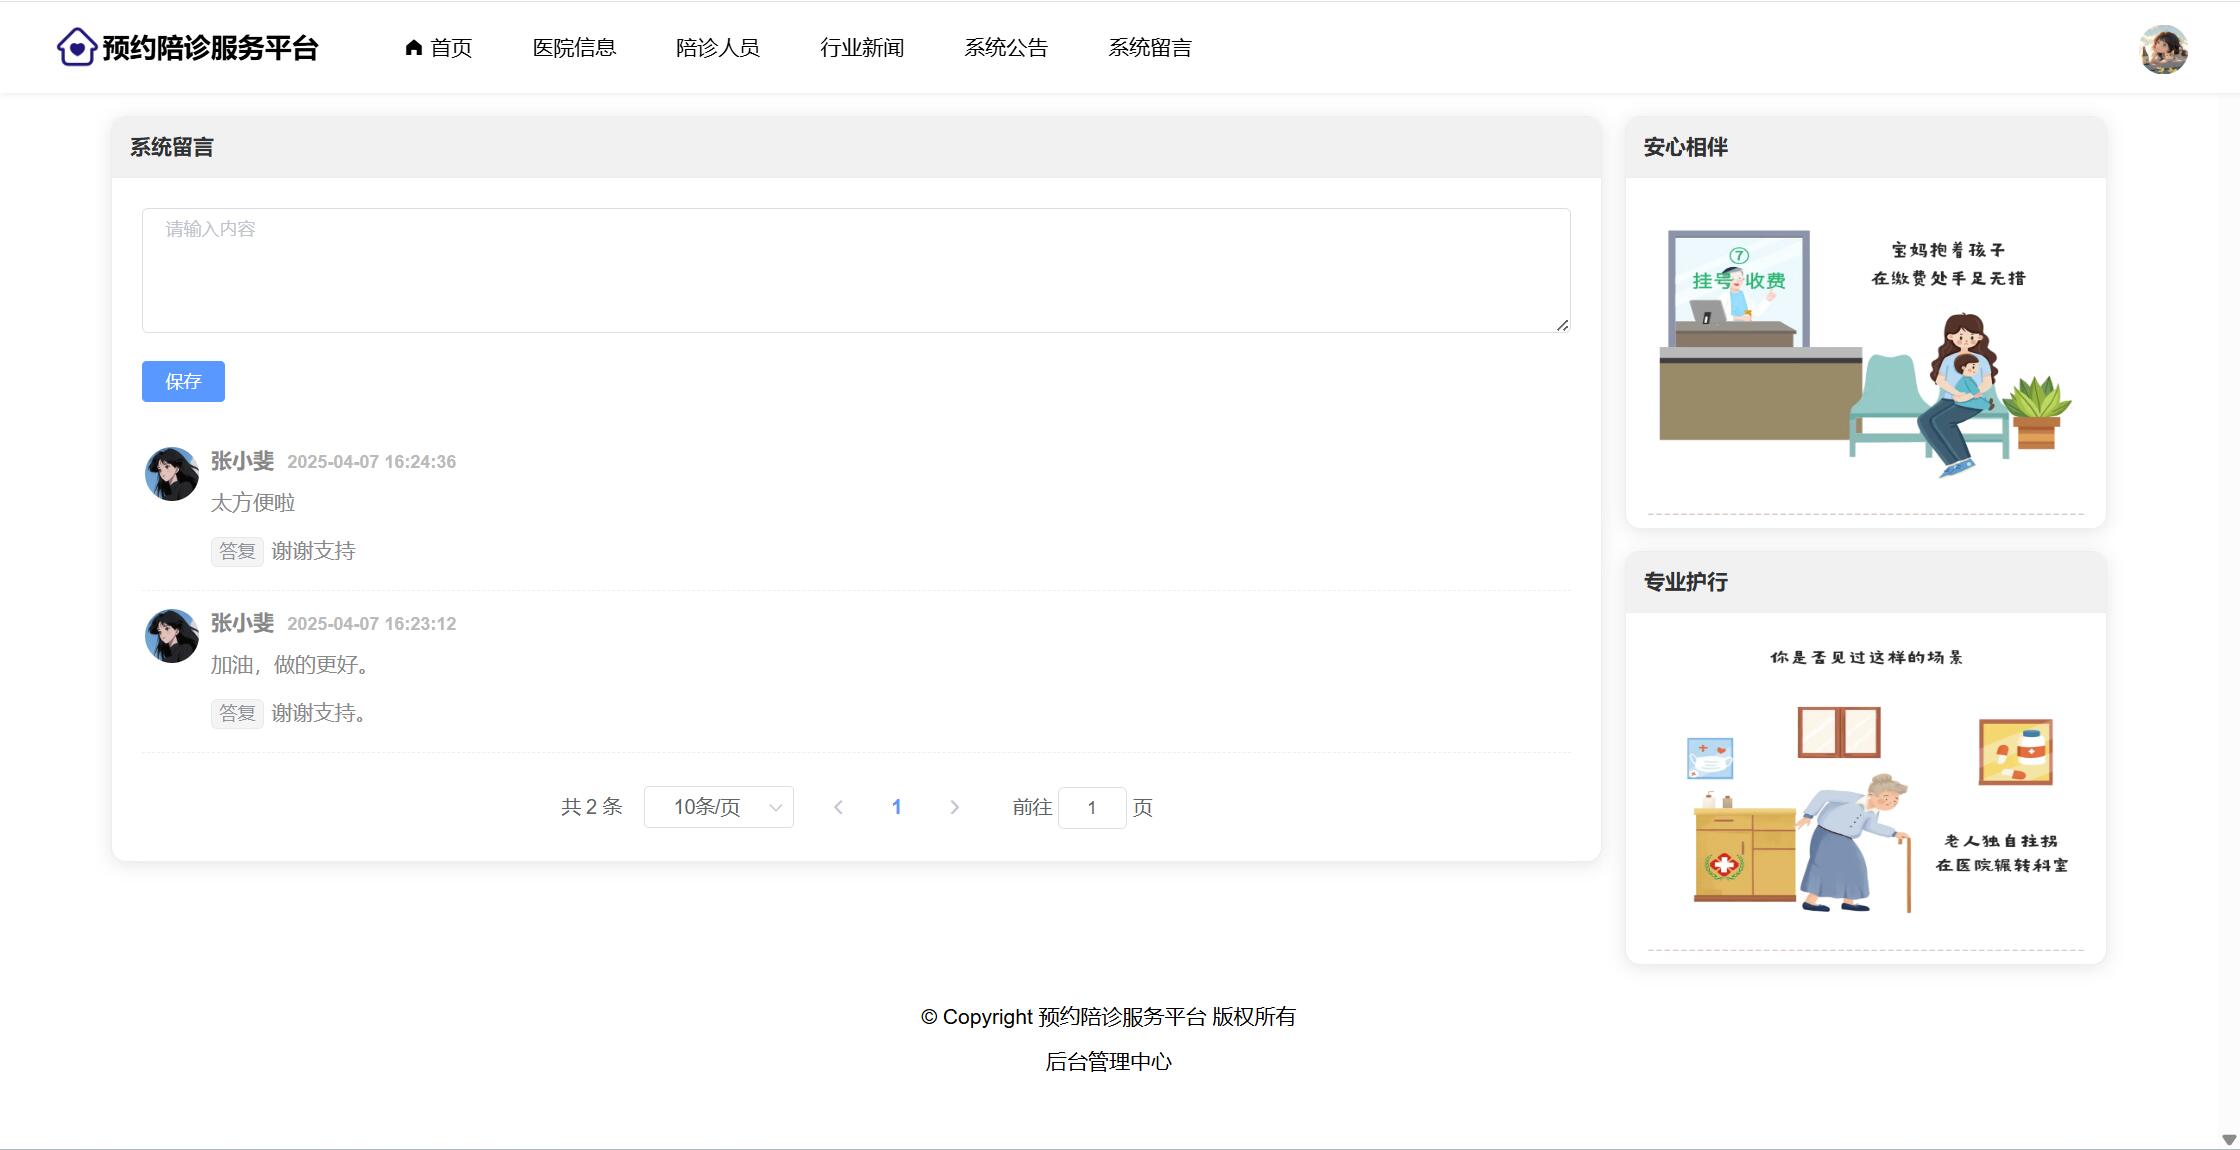 预约陪诊服务平台
首页
医院信息
陪诊人员
行业新闻
系统公告
系统留言
系统留言
请输入内容
保存
张小斐 2025-04-07 16:24:36
太方便啦
答复 谢谢支持
张小斐 2025-04-07 16:23:12
加油，做的更好。
答复 谢谢支持。
共 2 条
10条/页
1
前往 1 页
安心相伴
⑦
挂号 收费
宝妈抱着孩子
在缴费处手足无措
专业护行
你是否见过这样的场景
老人独自拄拐
在医院辗转科室
© Copyright 预约陪诊服务平台 版权所有
后台管理中心